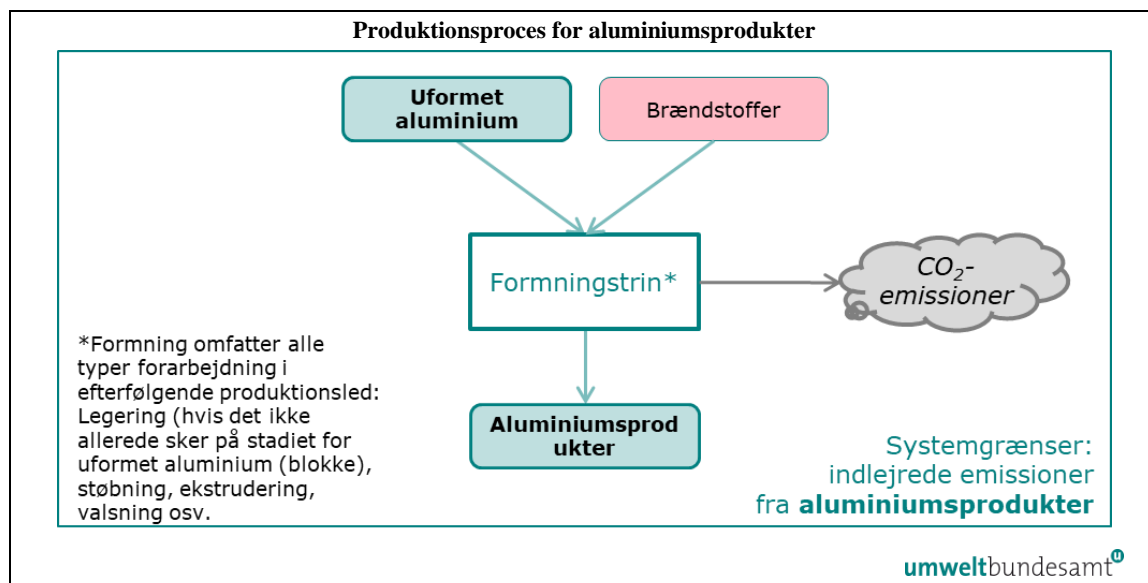 Produktionsproces for aluminiumsprodukter
Uformet
aluminium
Brændstoffer
Formningstrin*
CO₂-
emissioner
*Formning omfatter alle
typer forarbejdning i
efterfølgende produktionsled:
Legering (hvis det ikke
allerede sker på stadiet for
uformet aluminium (blokke),
støbning, ekstrudering,
valsning osv.
Aluminiumsprod
ukter
Systemgrænser:
indlejrede emissioner
fra aluminiumsprodukter
umweltbundesamtᵘ